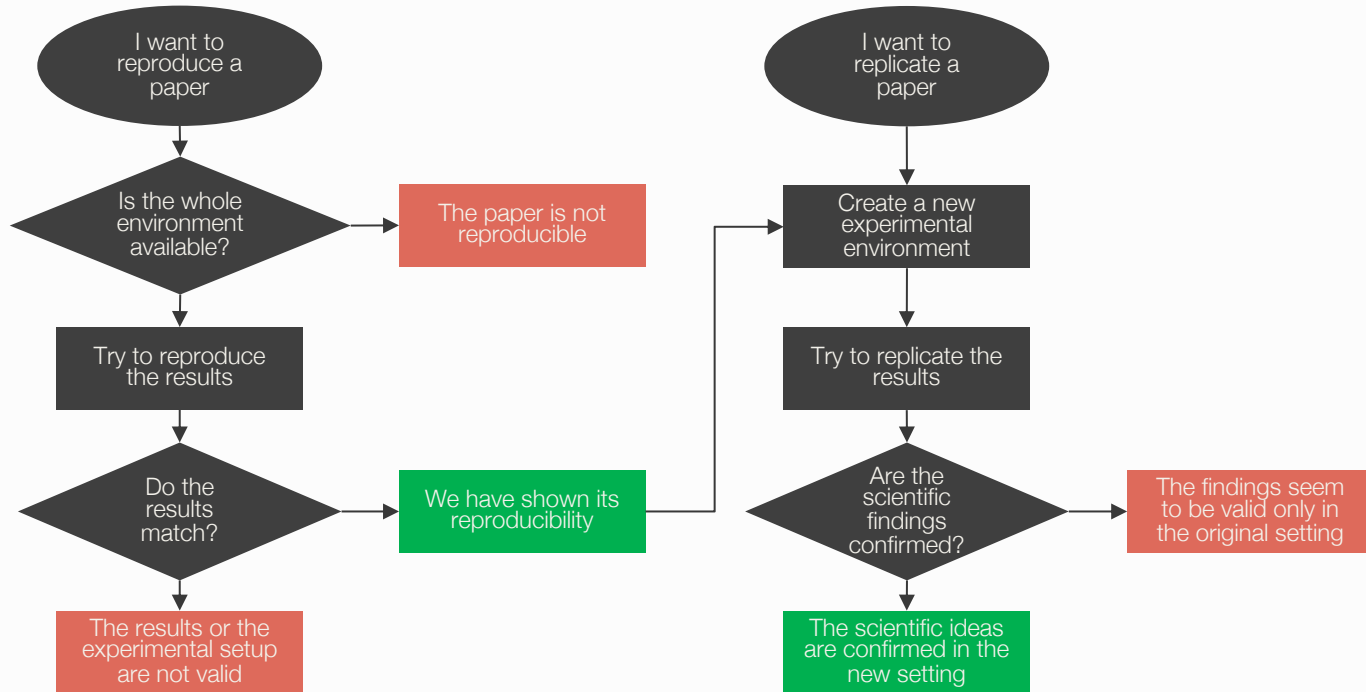 I want to
reproduce a
paper
Is the whole
environment
available?
The paper is not
reproducible
Try to reproduce
the results
Do the
results
match?
We have shown its
reproducibility
The results or the
experimental setup
are not valid
I want to
replicate a
paper
Create a new
experimental
environment
Try to replicate the
results
Are the
scientific
findings
confirmed?
The findings seem
to be valid only in
the original setting
The scientific ideas
are confirmed in the
new setting